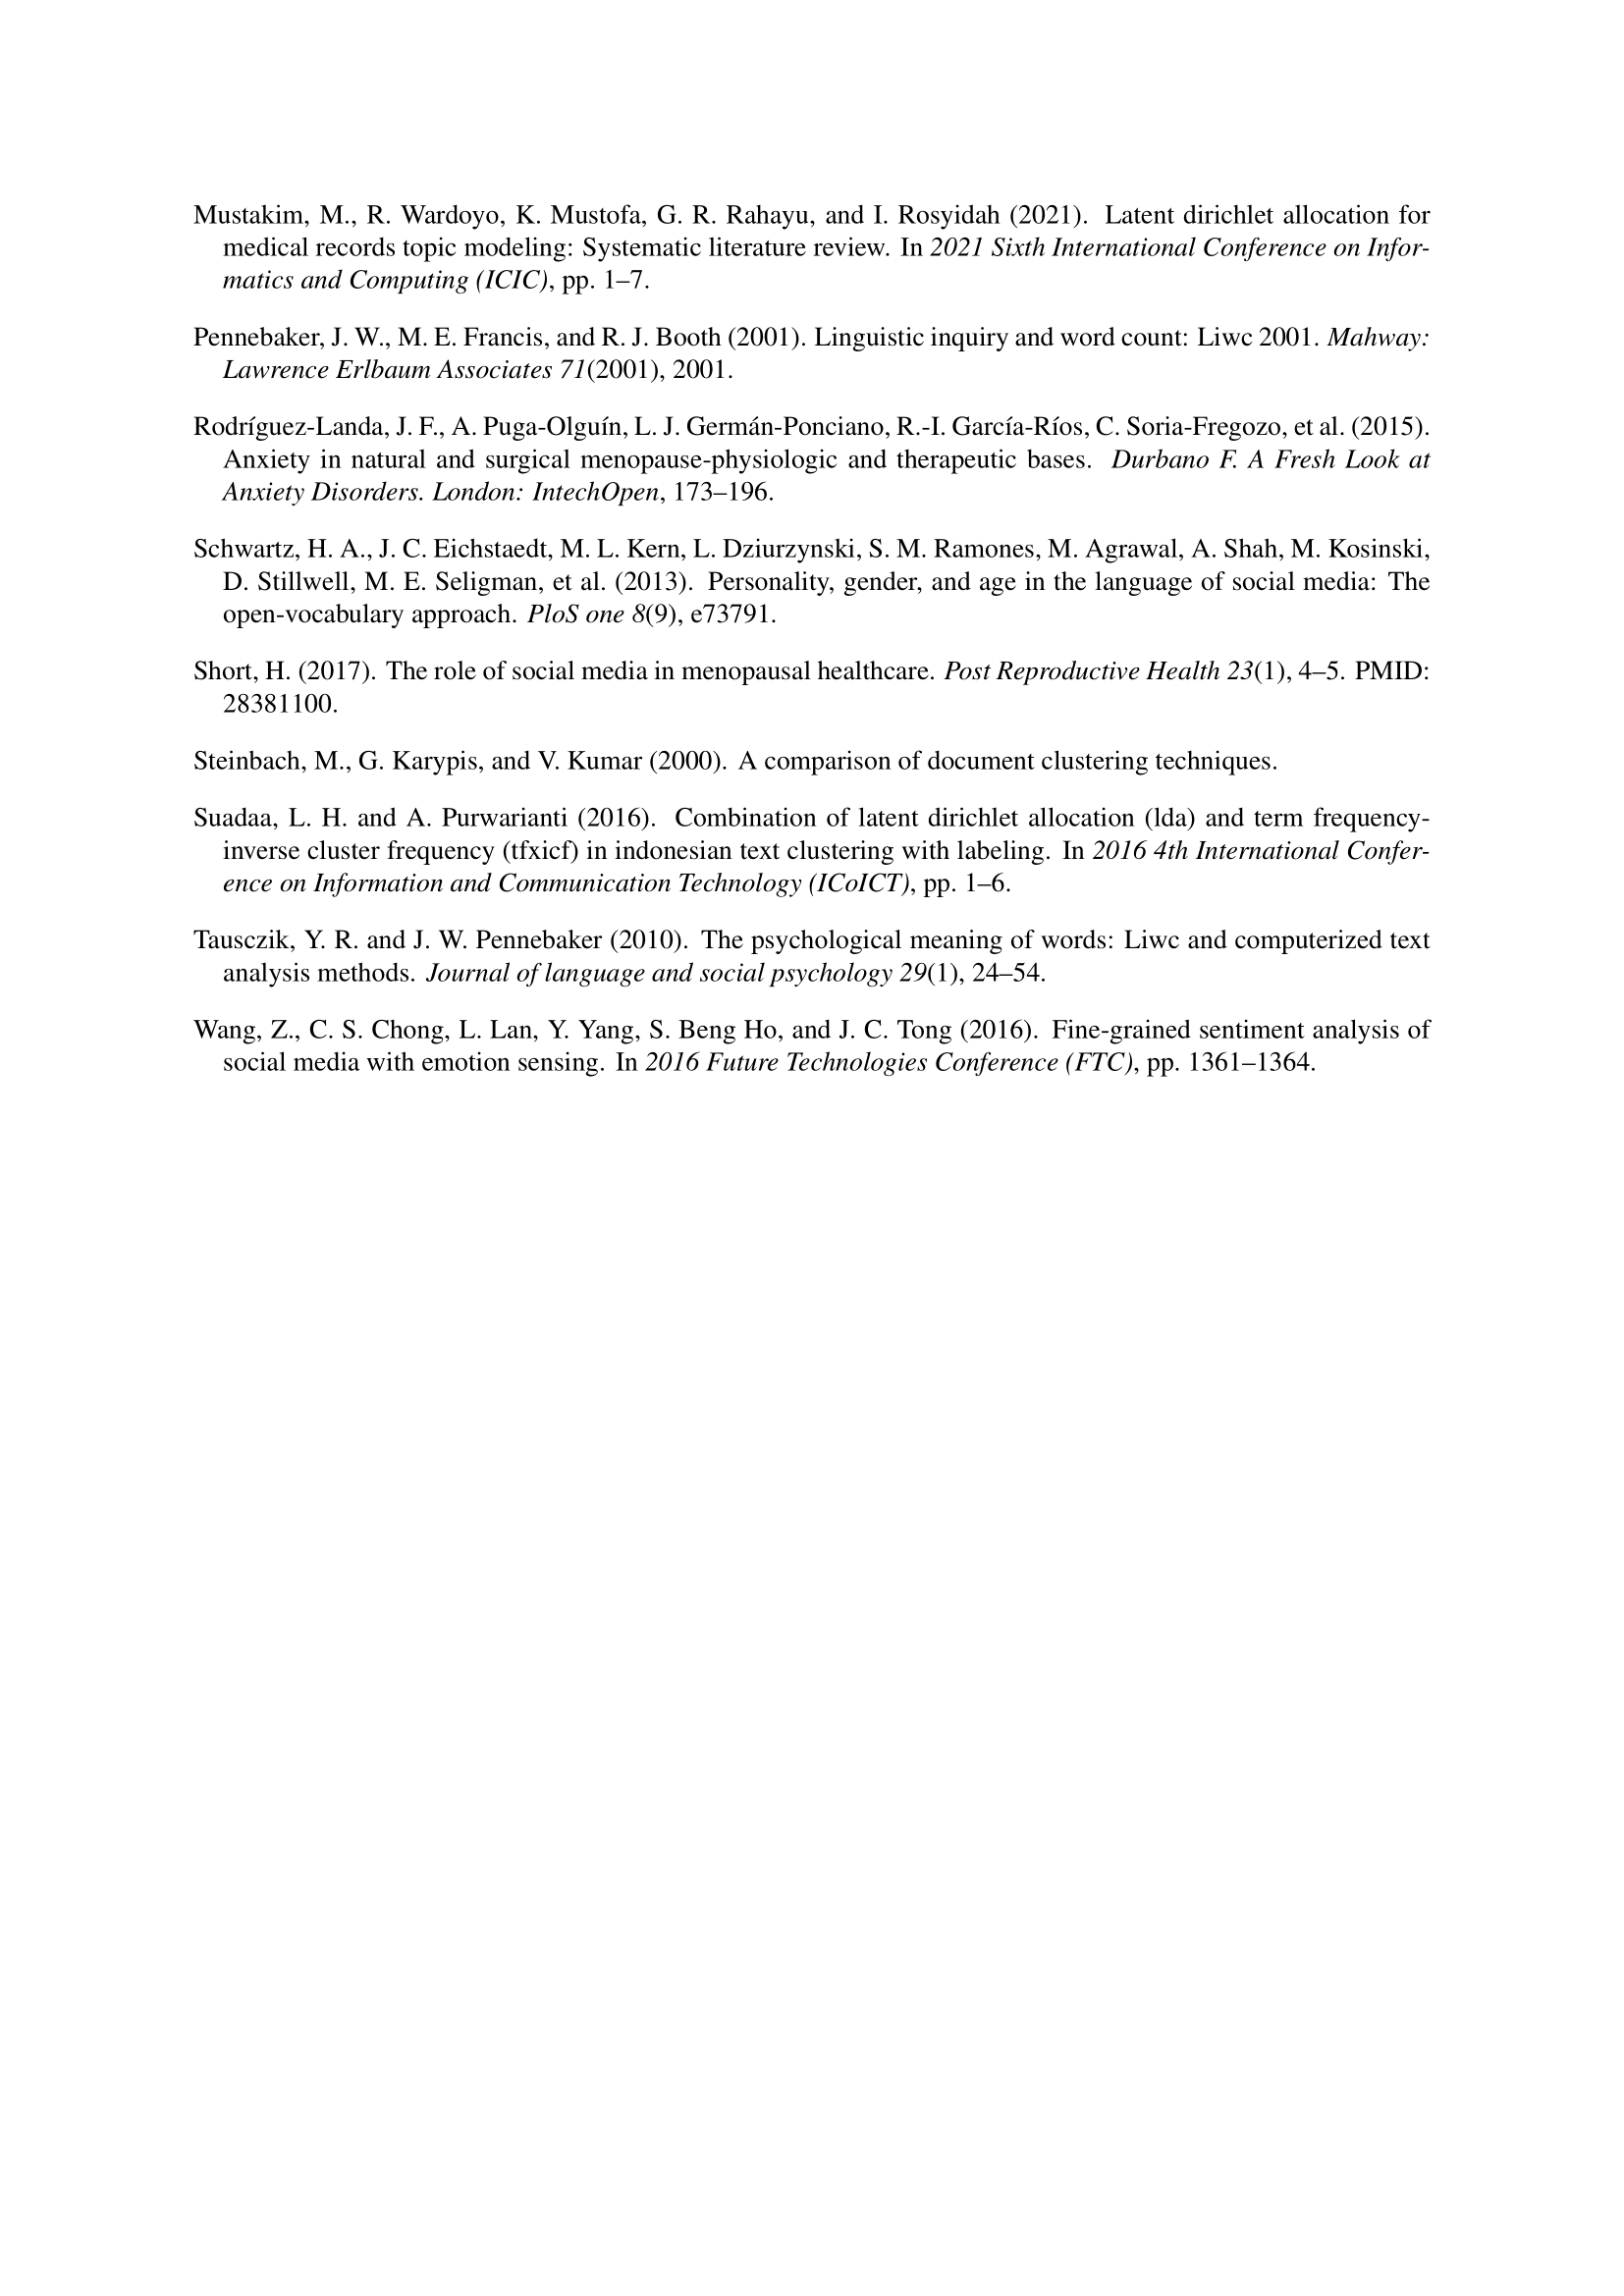 Mustakim, M., R. Wardoyo, K. Mustofa, G. R. Rahayu, and I. Rosyidah (2021). Latent dirichlet allocation for
medical records topic modeling: Systematic literature review. In 2021 Sixth International Conference on Infor-
matics and Computing (ICIC), pp. 1–7.
Pennebaker, J. W., M. E. Francis, and R. J. Booth (2001). Linguistic inquiry and word count: Liwc 2001. Mahway:
Lawrence Erlbaum Associates 71(2001), 2001.
Rodríguez-Landa, J. F., A. Puga-Olguín, L. J. Germán-Ponciano, R.-I. García-Ríos, C. Soria-Fregozo, et al. (2015).
Anxiety in natural and surgical menopause-physiologic and therapeutic bases. Durbano F. A Fresh Look at
Anxiety Disorders. London: IntechOpen, 173–196.
Schwartz, H. A., J. C. Eichstaedt, M. L. Kern, L. Dziurzynski, S. M. Ramones, M. Agrawal, A. Shah, M. Kosinski,
D. Stillwell, M. E. Seligman, et al. (2013). Personality, gender, and age in the language of social media: The
open-vocabulary approach. PloS one 8(9), e73791.
Short, H. (2017). The role of social media in menopausal healthcare. Post Reproductive Health 23(1), 4–5. PMID:
28381100.
Steinbach, M., G. Karypis, and V. Kumar (2000). A comparison of document clustering techniques.
Suadaa, L. H. and A. Purwarianti (2016). Combination of latent dirichlet allocation (lda) and term frequency-
inverse cluster frequency (tfxicf) in indonesian text clustering with labeling. In 2016 4th International Confer-
ence on Information and Communication Technology (ICoICT), pp. 1–6.
Tausczik, Y. R. and J. W. Pennebaker (2010). The psychological meaning of words: Liwc and computerized text
analysis methods. Journal of language and social psychology 29(1), 24–54.
Wang, Z., C. S. Chong, L. Lan, Y. Yang, S. Beng Ho, and J. C. Tong (2016). Fine-grained sentiment analysis of
social media with emotion sensing. In 2016 Future Technologies Conference (FTC), pp. 1361–1364.